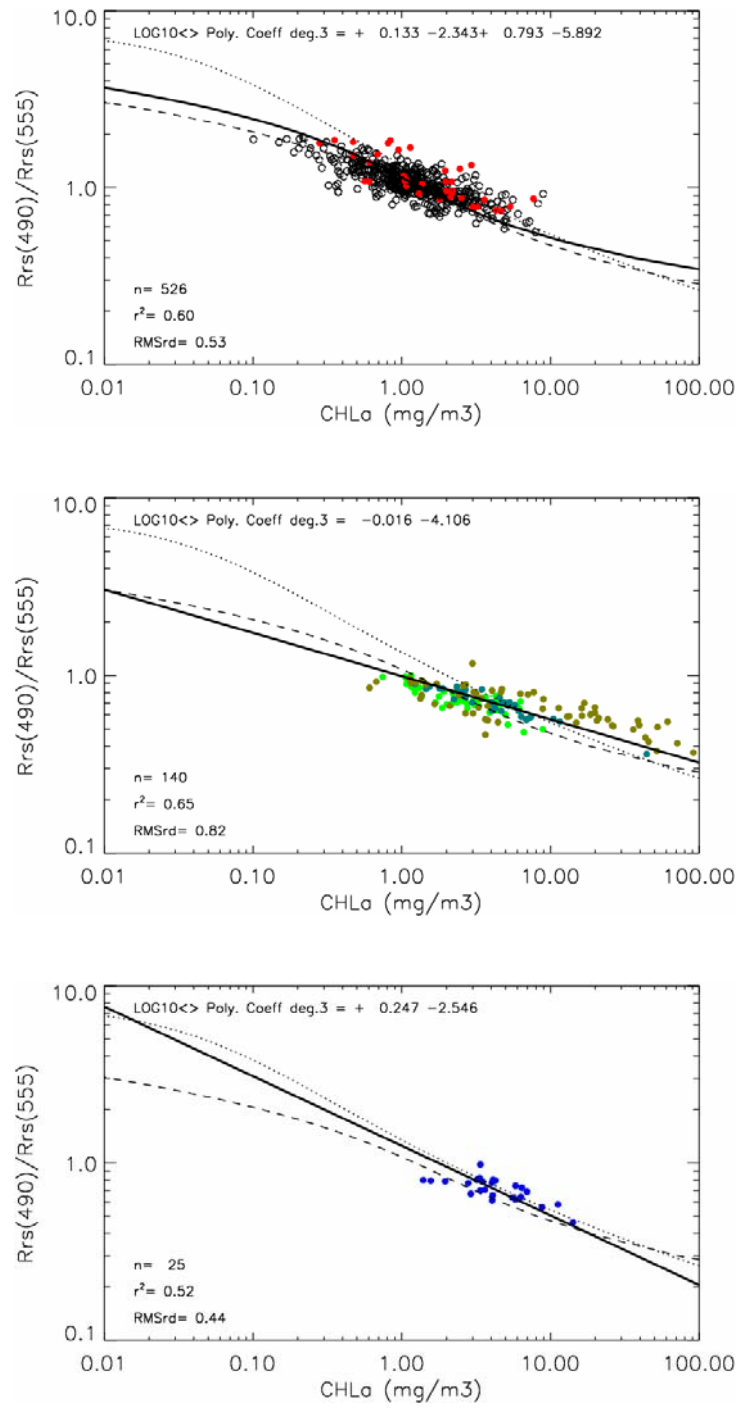 10.0
LOG10<> Poly. Coeff deg.3 = + 0.133 -2.343+ 0.793 -5.892
Rrs(490)/Rrs(555)
1.0
n= 526
r²= 0.60
RMSrd= 0.53
0.1
0.01 0.10 1.00 10.00 100.00
CHLa (mg/m3)
10.0
LOG10<> Poly. Coeff deg.3 = -0.016 -4.106
Rrs(490)/Rrs(555)
1.0
n= 140
r²= 0.65
RMSrd= 0.82
0.1
0.01 0.10 1.00 10.00 100.00
CHLa (mg/m3)
10.0
LOG10<> Poly. Coeff deg.3 = + 0.247 -2.546
Rrs(490)/Rrs(555)
1.0
n= 25
r²= 0.52
RMSrd= 0.44
0.1
0.01 0.10 1.00 10.00 100.00
CHLa (mg/m3)